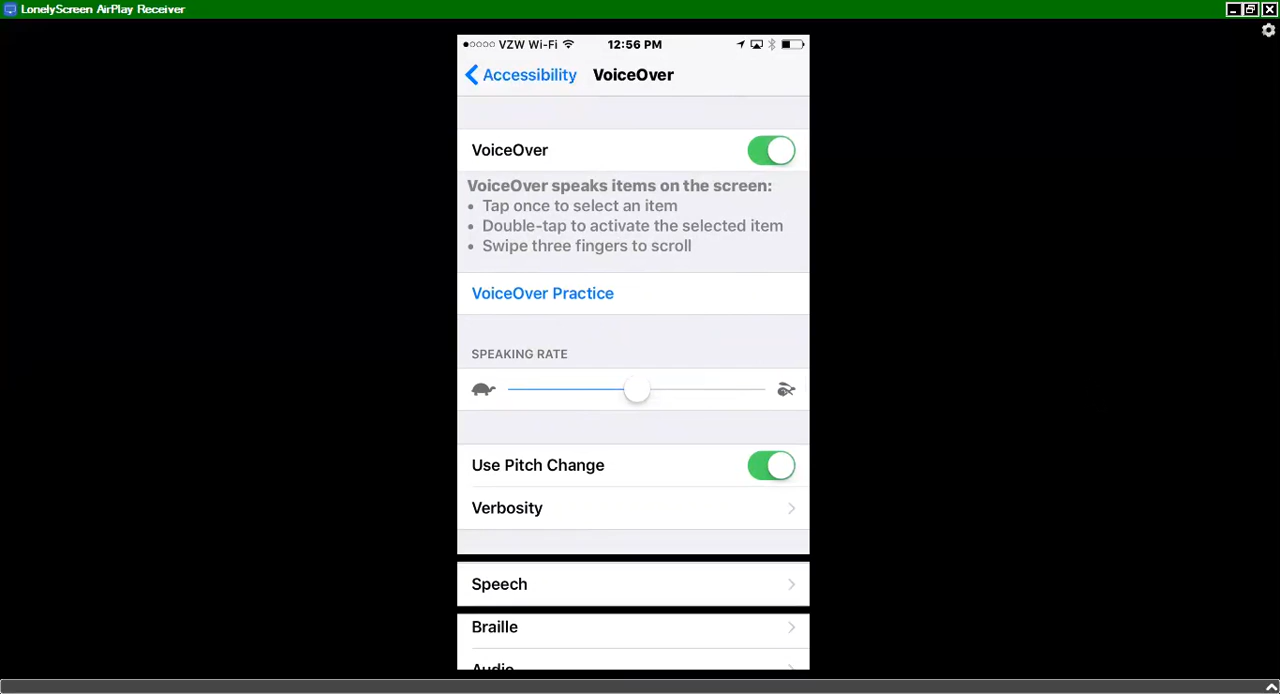 LonelyScreen AirPlay Receiver
VZW Wi-Fi 12:56 PM
Accessibility VoiceOver
VoiceOver
VoiceOver speaks items on the screen:
• Tap once to select an item
• Double-tap to activate the selected item
• Swipe three fingers to scroll
VoiceOver Practice
SPEAKING RATE
Use Pitch Change
Verbosity
Speech
Braille
Audio